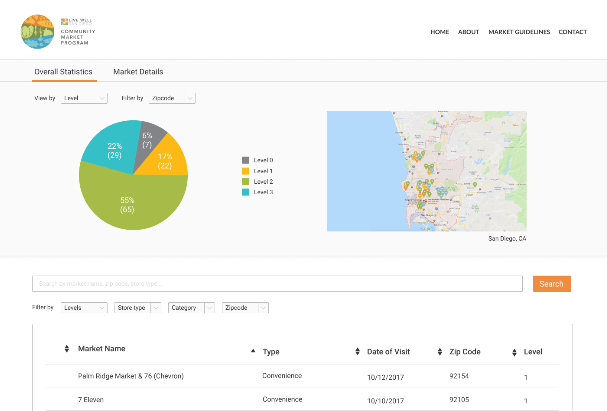 LIVE WELL
SAN DIEGO
COMMUNITY
MARKET
PROGRAM
HOME ABOUT MARKET GUIDELINES CONTACT
Overall Statistics Market Details
View by Level Filter by Zipcode
6%
(7)
22%
(29)
17%
(22)
55%
(65)
Level 0
Level 1
Level 2
Level 3
San Diego, CA
Search by market name, zip code, store type...
Search
Filter by Levels Store type Category Zipcode
Market Name Type Date of Visit Zip Code Level
Palm Ridge Market & 76 (Chevron) Convenience 10/12/2017 92154 1
7 Eleven Convenience 10/10/2017 92105 1